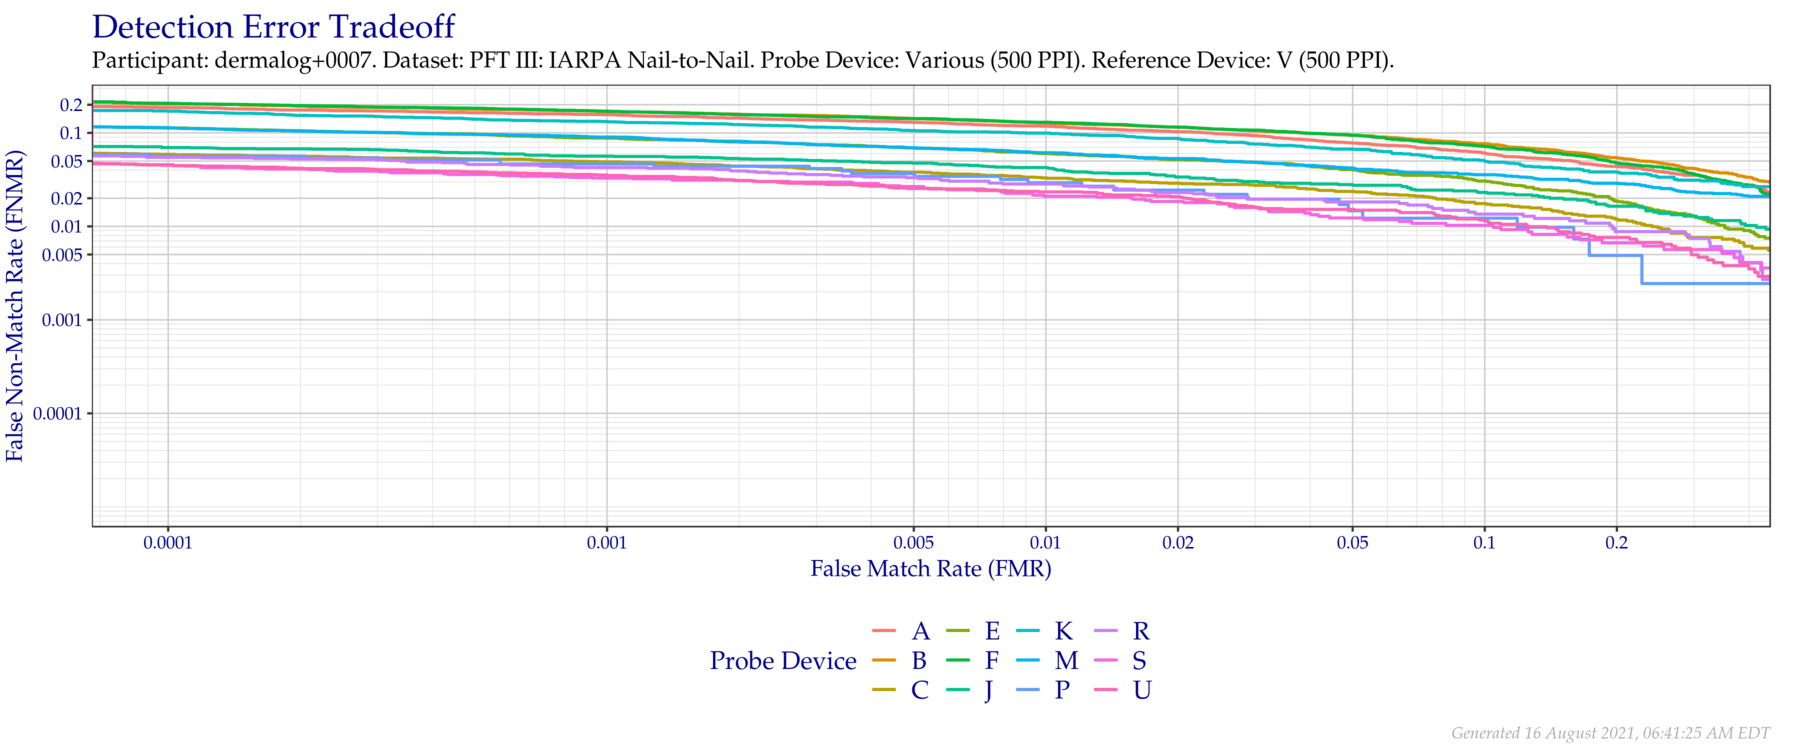 Detection Error Tradeoff
Participant: dermalog+0007. Dataset: PFT III: IARPA Nail-to-Nail. Probe Device: Various (500 PPI). Reference Device: V (500 PPI).
False Non-Match Rate (FNMR)
0.2
0.1
0.05
0.02
0.01
0.005
0.001
0.0001
0.0001 0.001 0.005 0.01 0.02 0.05 0.1 0.2
False Match Rate (FMR)
Probe Device
A E K R
B F M S
C J P U
Generated 16 August 2021, 06:41:25 AM EDT